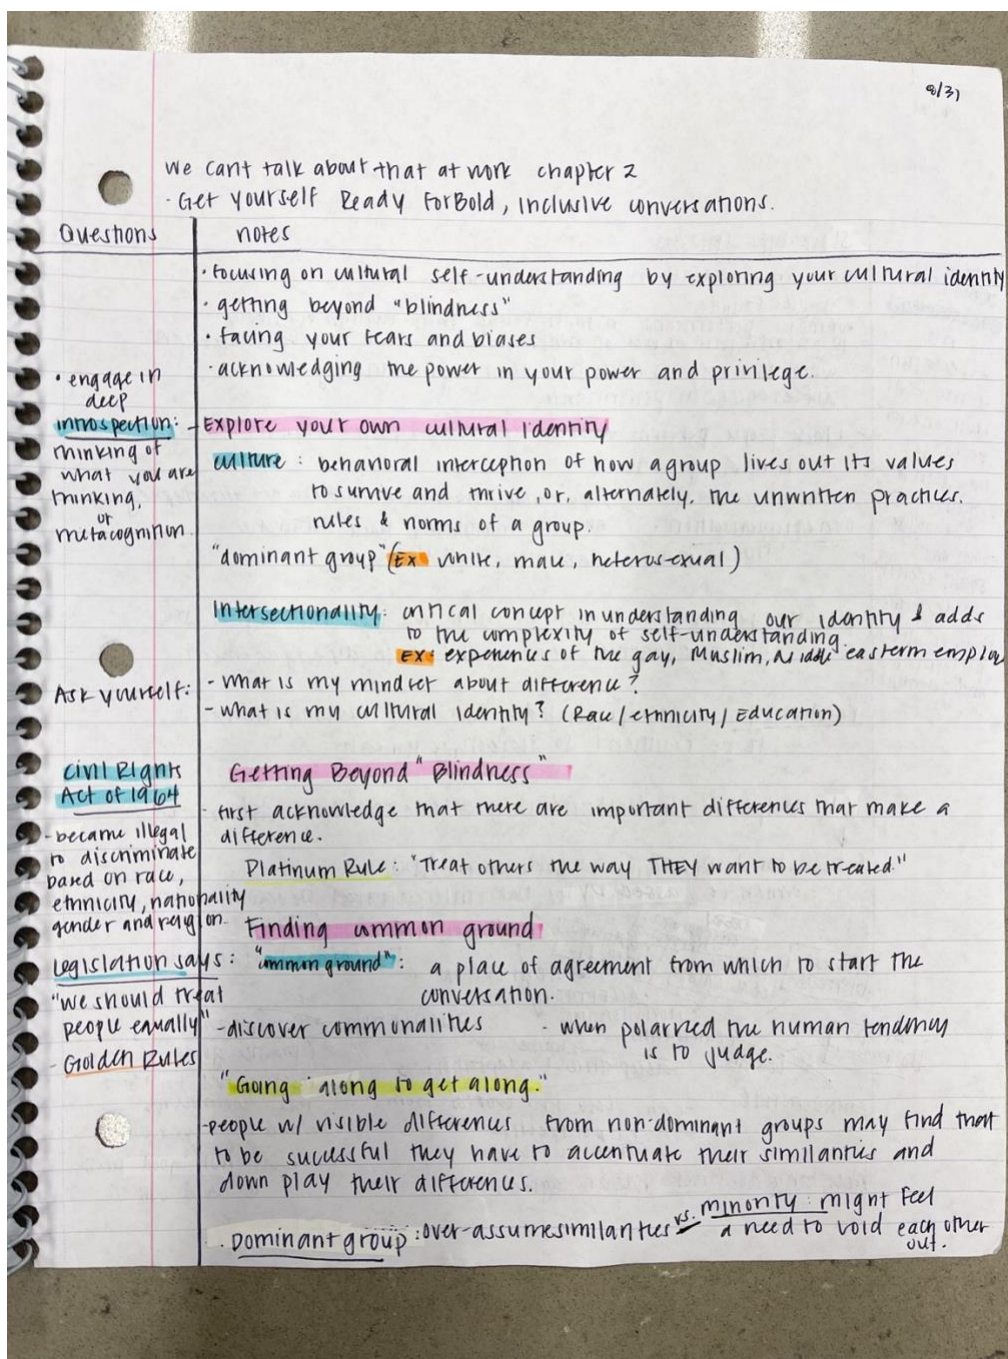 8/31
We cant talk about that at work chapter 2
· Get yourself Ready For Bold, inclusive conversations.
Questions
notes
· focusing on cultural self-understanding by exploring your cultural identity
· getting beyond "blindness"
· facing your fears and biases
· acknowledging the power in your power and privilege.
• engage in
deep
introspection:
thinking of
what you are
thinking,
or
metacognition.
- Explore your own cultural identity
culture : behavioral interception of how a group lives out its values
to survive and thrive, or, alternately, the unwritten practices,
rules & norms of a group.
"dominant group" (EX white, male, heterosexual)
Intersectionality: critical concept in understanding our identity & adds
to the complexity of self-understanding.
EX: experiences of the gay, Muslim, Middle eastern
Ask yourself:
- what is my mindset about difference?
- what is my cultural identity? (Race/ethnicity/Education)
Civil Rights
Act of 1964
- became illegal
to discriminate
based on race,
ethnicity, nationality
gender and religion.
Legislation says:
"we should treat
people equally"
- Golden Rules
Getting Beyond "Blindness"
- first acknowledge that there are important differences that make a
difference.
Platinum Rule: "Treat others the way THEY want to be treated."
Finding common ground
"common ground": a place of agreement from which to start the
conversation.
- discover commonalities - when polarized the human tendency
is to judge.
"Going along to get along."
- people w/ visible differences from non-dominant groups may find that
to be successful they have to accentuate their similarities and
down play their differences.
· Dominant group: over-assume similarities vs. minority: might feel
a need to void each other
out.